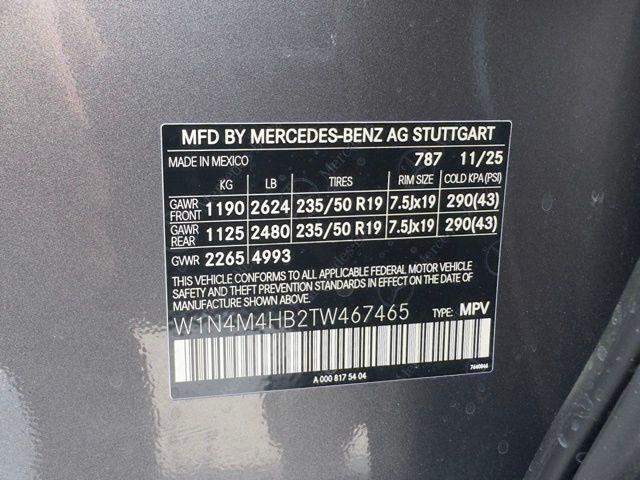 MFD BY MERCEDES-BENZ AG STUTTGART
MADE IN MEXICO 787 11/25
KG LB TIRES RIM SIZE COLD KPA (PSI)
GAWR FRONT 1190 2624 235/50 R19 7.5Jx19 290(43)
GAWR REAR 1125 2480 235/50 R19 7.5Jx19 290(43)
GVWR 2265 4993
THIS VEHICLE CONFORMS TO ALL APPLICABLE FEDERAL MOTOR VEHICLE
SAFETY AND THEFT PREVENTION STANDARDS IN EFFECT ON THE DATE
OF MANUFACTURE SHOWN ABOVE.
W1N4M4HB2TW467465 TYPE: MPV
A 000 817 54 04